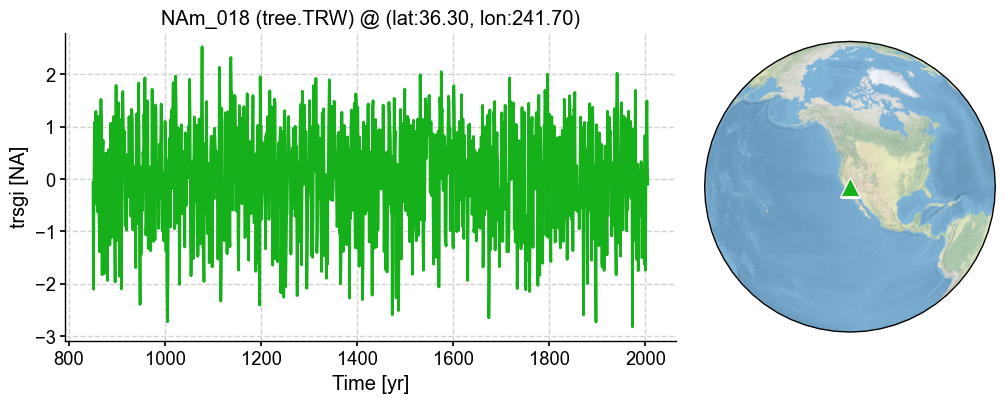 NAm_018 (tree.TRW) @ (lat:36.30, lon:241.70)
trsgi [NA]
2
1
0
−1
−2
−3
800 1000 1200 1400 1600 1800 2000
Time [yr]